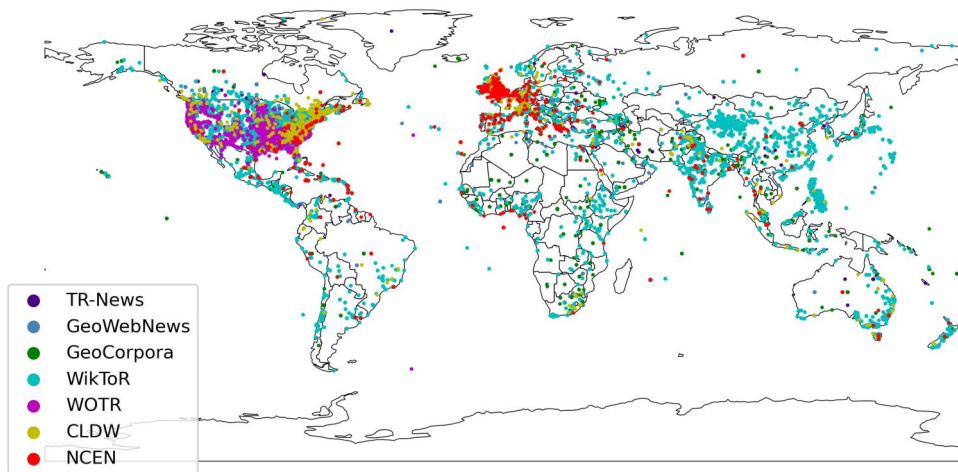 TR-News
GeoWebNews
GeoCorpora
WikToR
WOTR
CLDW
NCEN